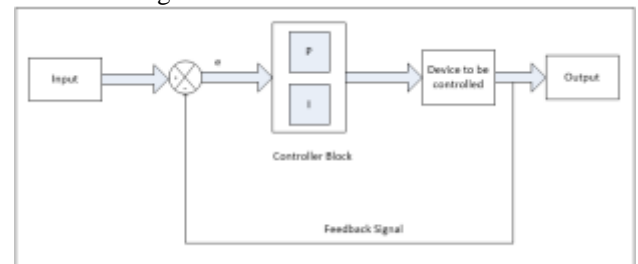 Input
+
-
e
P
I
Controller Block
Device to be
controlled
Output
Feedback Signal